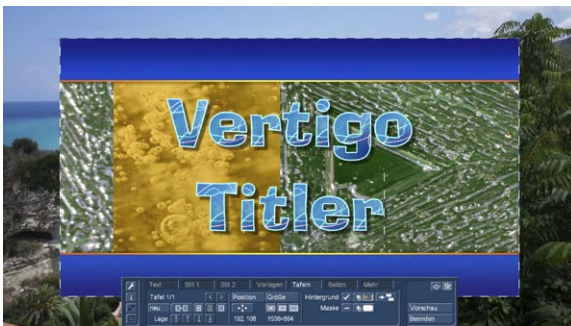 Vertigo
Titler
Text Stil 1 Stil 2 Vorlagen Tafeln Seiten Mehr
Tafel 1/1 < > Position Größe Hintergrund
neu Maske Vorschau
Lage 192, 108 1536×864 Beenden